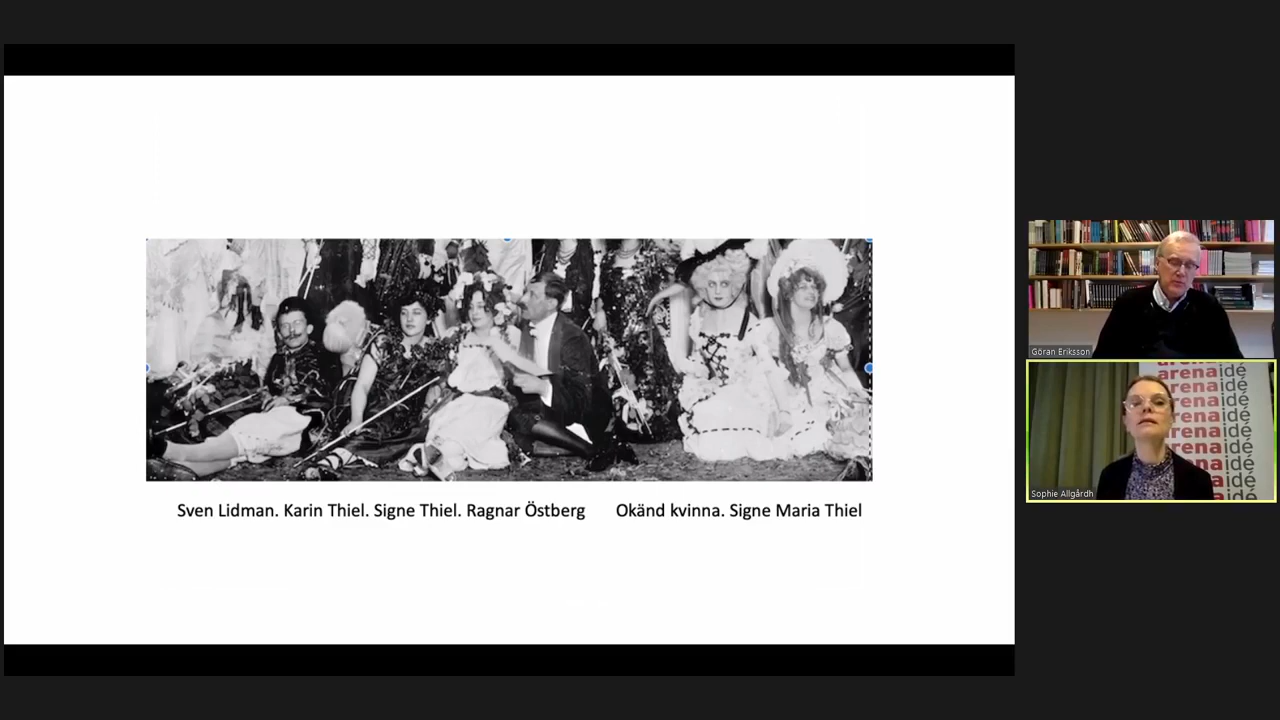 Sven Lidman. Karin Thiel. Signe Thiel. Ragnar Östberg Okänd kvinna. Signe Maria Thiel
Göran Eriksson
arenaidé
arenaidé
arenaidé
arenaidé
arenaidé
arenaidé
Sophie Allgårdh